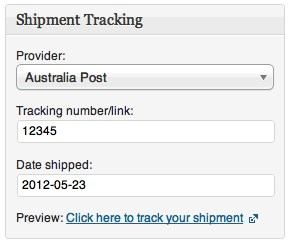 Shipment Tracking
Provider:
Australia Post
Tracking number/link:
12345
Date shipped:
2012-05-23
Preview: Click here to track your shipment